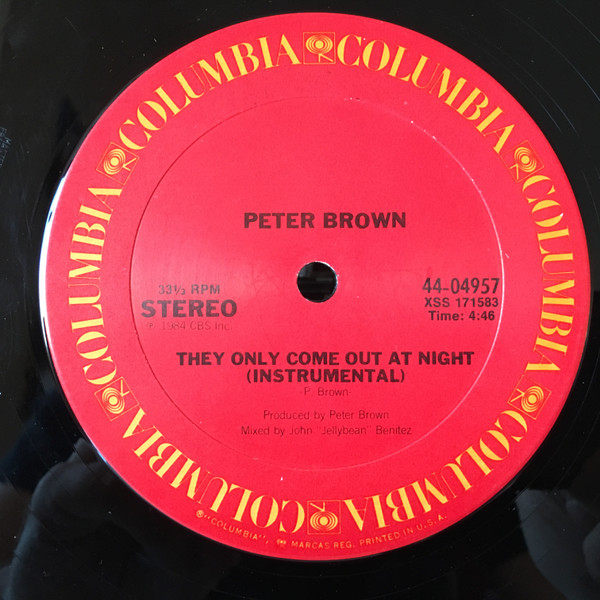 COLUMBIA COLUMBIA COLUMBIA COLUMBIA COLUMBIA COLUMBIA COLUMBIA COLUMBIA
PETER BROWN
33⅓ RPM
STEREO
℗ 1984 CBS Inc.
44-04957
XSS 171583
Time: 4:46
THEY ONLY COME OUT AT NIGHT
(INSTRUMENTAL)
-P. Brown-
Produced by Peter Brown
Mixed by John "Jellybean" Benitez
®"COLUMBIA", MARCAS REG. PRINTED IN U.S.A.